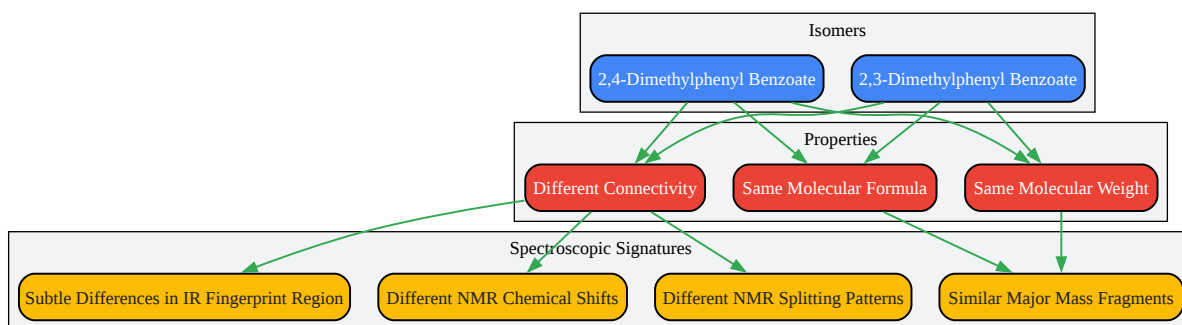 Isomers
2,4-Dimethylphenyl Benzoate
2,3-Dimethylphenyl Benzoate
Properties
Different Connectivity
Same Molecular Formula
Same Molecular Weight
Spectroscopic Signatures
Subtle Differences in IR Fingerprint Region
Different NMR Chemical Shifts
Different NMR Splitting Patterns
Similar Major Mass Fragments